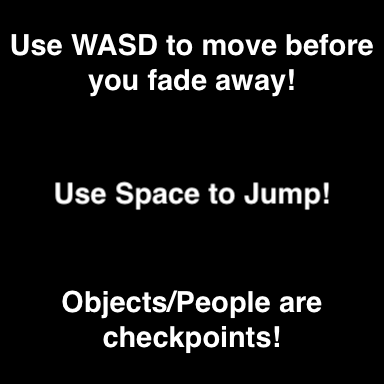 Use WASD to move before
you fade away!
Use Space to Jump!
Objects/People are
checkpoints!